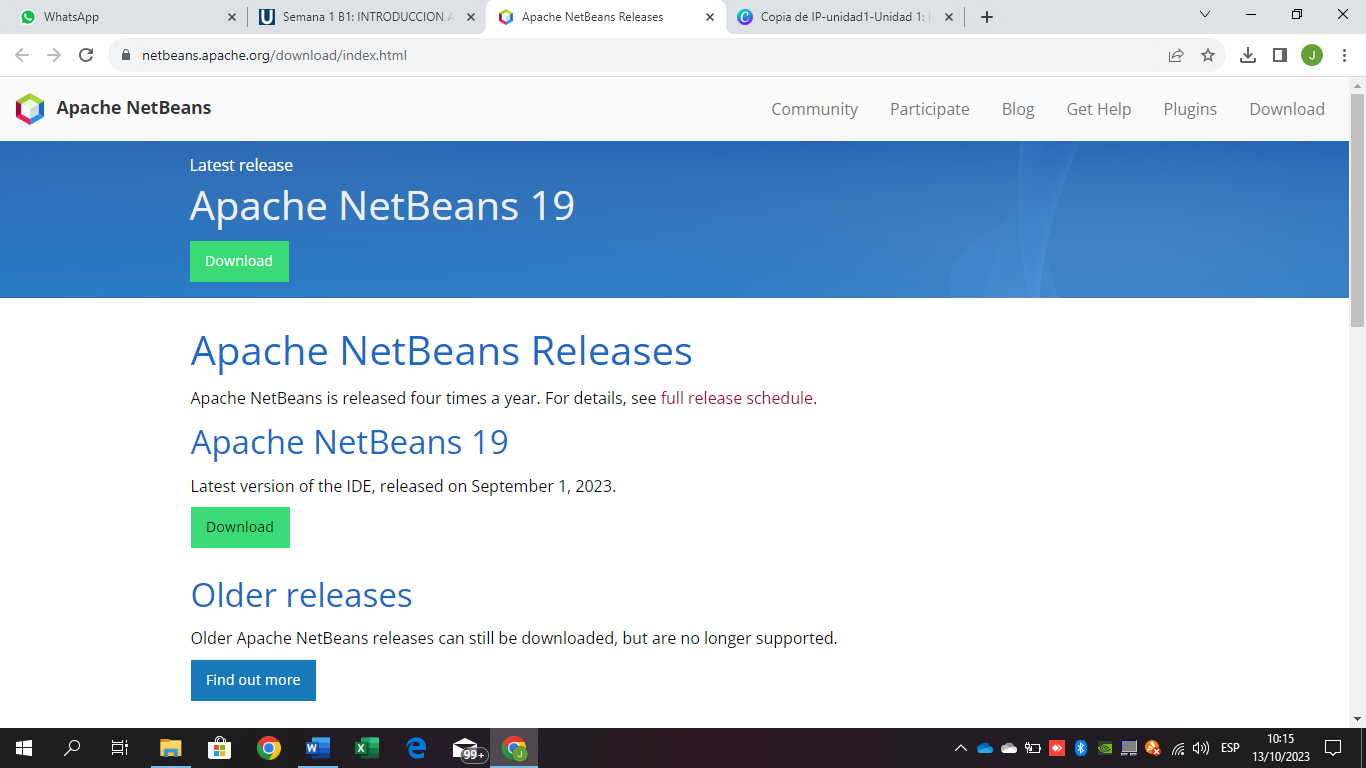 WhatsApp
Semana 1 B1: INTRODUCCION A
Apache NetBeans Releases
Copia de IP-unidad1-Unidad 1:
netbeans.apache.org/download/index.html
J
Apache NetBeans
Community Participate Blog Get Help Plugins Download
Latest release
Apache NetBeans 19
Download
Apache NetBeans Releases
Apache NetBeans is released four times a year. For details, see full release schedule.
Apache NetBeans 19
Latest version of the IDE, released on September 1, 2023.
Download
Older releases
Older Apache NetBeans releases can still be downloaded, but are no longer supported.
Find out more
99+
ESP
10:15
13/10/2023